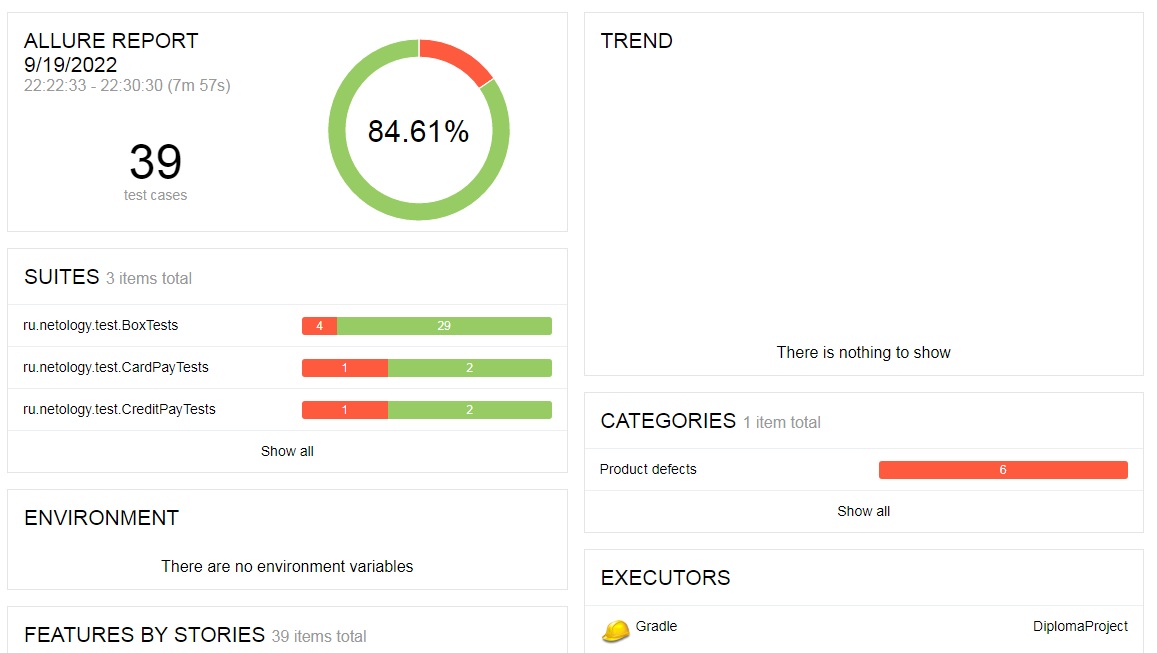 ALLURE REPORT
9/19/2022
22:22:33 - 22:30:30 (7m 57s)
39
test cases
84.61%
SUITES 3 items total
ru.netology.test.BoxTests 4 29
ru.netology.test.CardPayTests 1 2
ru.netology.test.CreditPayTests 1 2
Show all
ENVIRONMENT
There are no environment variables
FEATURES BY STORIES 39 items total
TREND
There is nothing to show
CATEGORIES 1 item total
Product defects 6
Show all
EXECUTORS
Gradle DiplomaProject